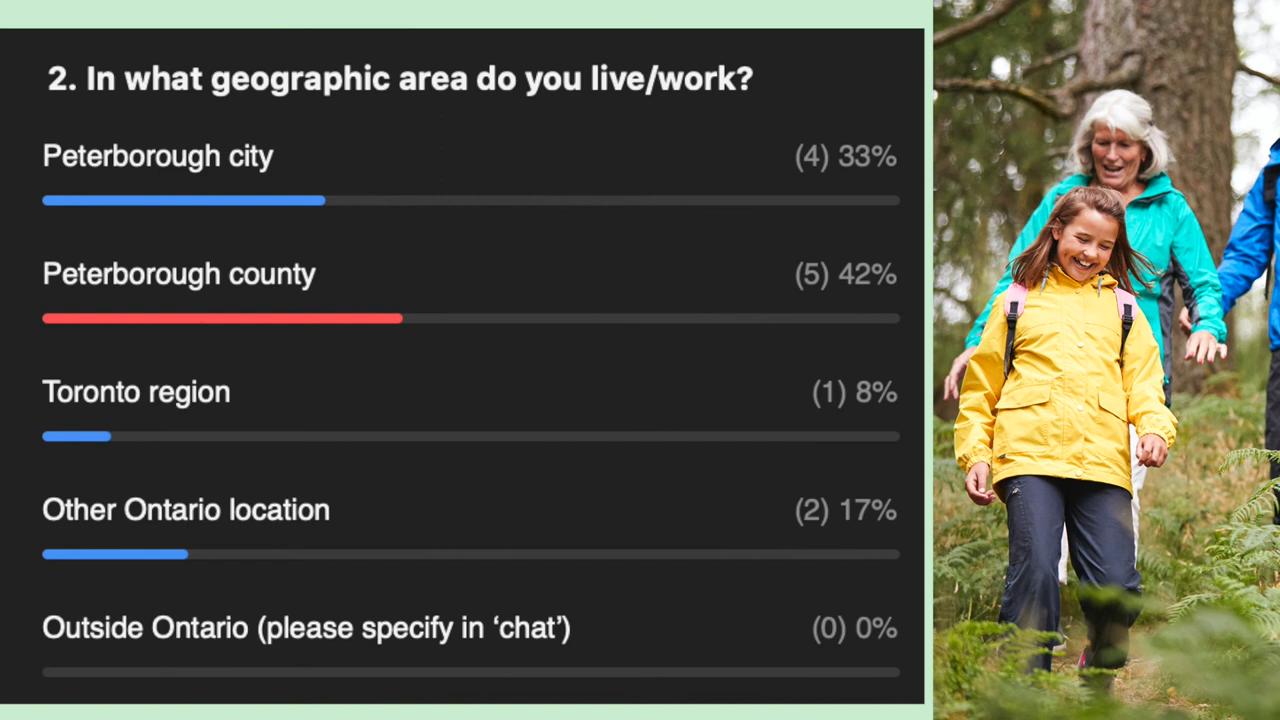 2. In what geographic area do you live/work?
Peterborough city (4) 33%
Peterborough county (5) 42%
Toronto region (1) 8%
Other Ontario location (2) 17%
Outside Ontario (please specify in ‘chat’) (0) 0%